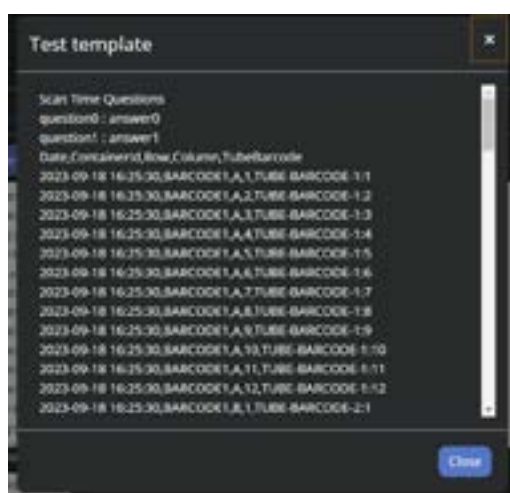 Test template
×
Scan Time Questions
question0 : answer0
question1 : answer1
Date,ContainerId,Row,Column,TubeBarcode
2023-09-18 16:25:30,BARCODE1,A,1,TUBE-BARCODE-1:1
2023-09-18 16:25:30,BARCODE1,A,2,TUBE-BARCODE-1:2
2023-09-18 16:25:30,BARCODE1,A,3,TUBE-BARCODE-1:3
2023-09-18 16:25:30,BARCODE1,A,4,TUBE-BARCODE-1:4
2023-09-18 16:25:30,BARCODE1,A,5,TUBE-BARCODE-1:5
2023-09-18 16:25:30,BARCODE1,A,6,TUBE-BARCODE-1:6
2023-09-18 16:25:30,BARCODE1,A,7,TUBE-BARCODE-1:7
2023-09-18 16:25:30,BARCODE1,A,8,TUBE-BARCODE-1:8
2023-09-18 16:25:30,BARCODE1,A,9,TUBE-BARCODE-1:9
2023-09-18 16:25:30,BARCODE1,A,10,TUBE-BARCODE-1:10
2023-09-18 16:25:30,BARCODE1,A,11,TUBE-BARCODE-1:11
2023-09-18 16:25:30,BARCODE1,A,12,TUBE-BARCODE-1:12
2023-09-18 16:25:30,BARCODE1,B,1,TUBE-BARCODE-2:1
Close